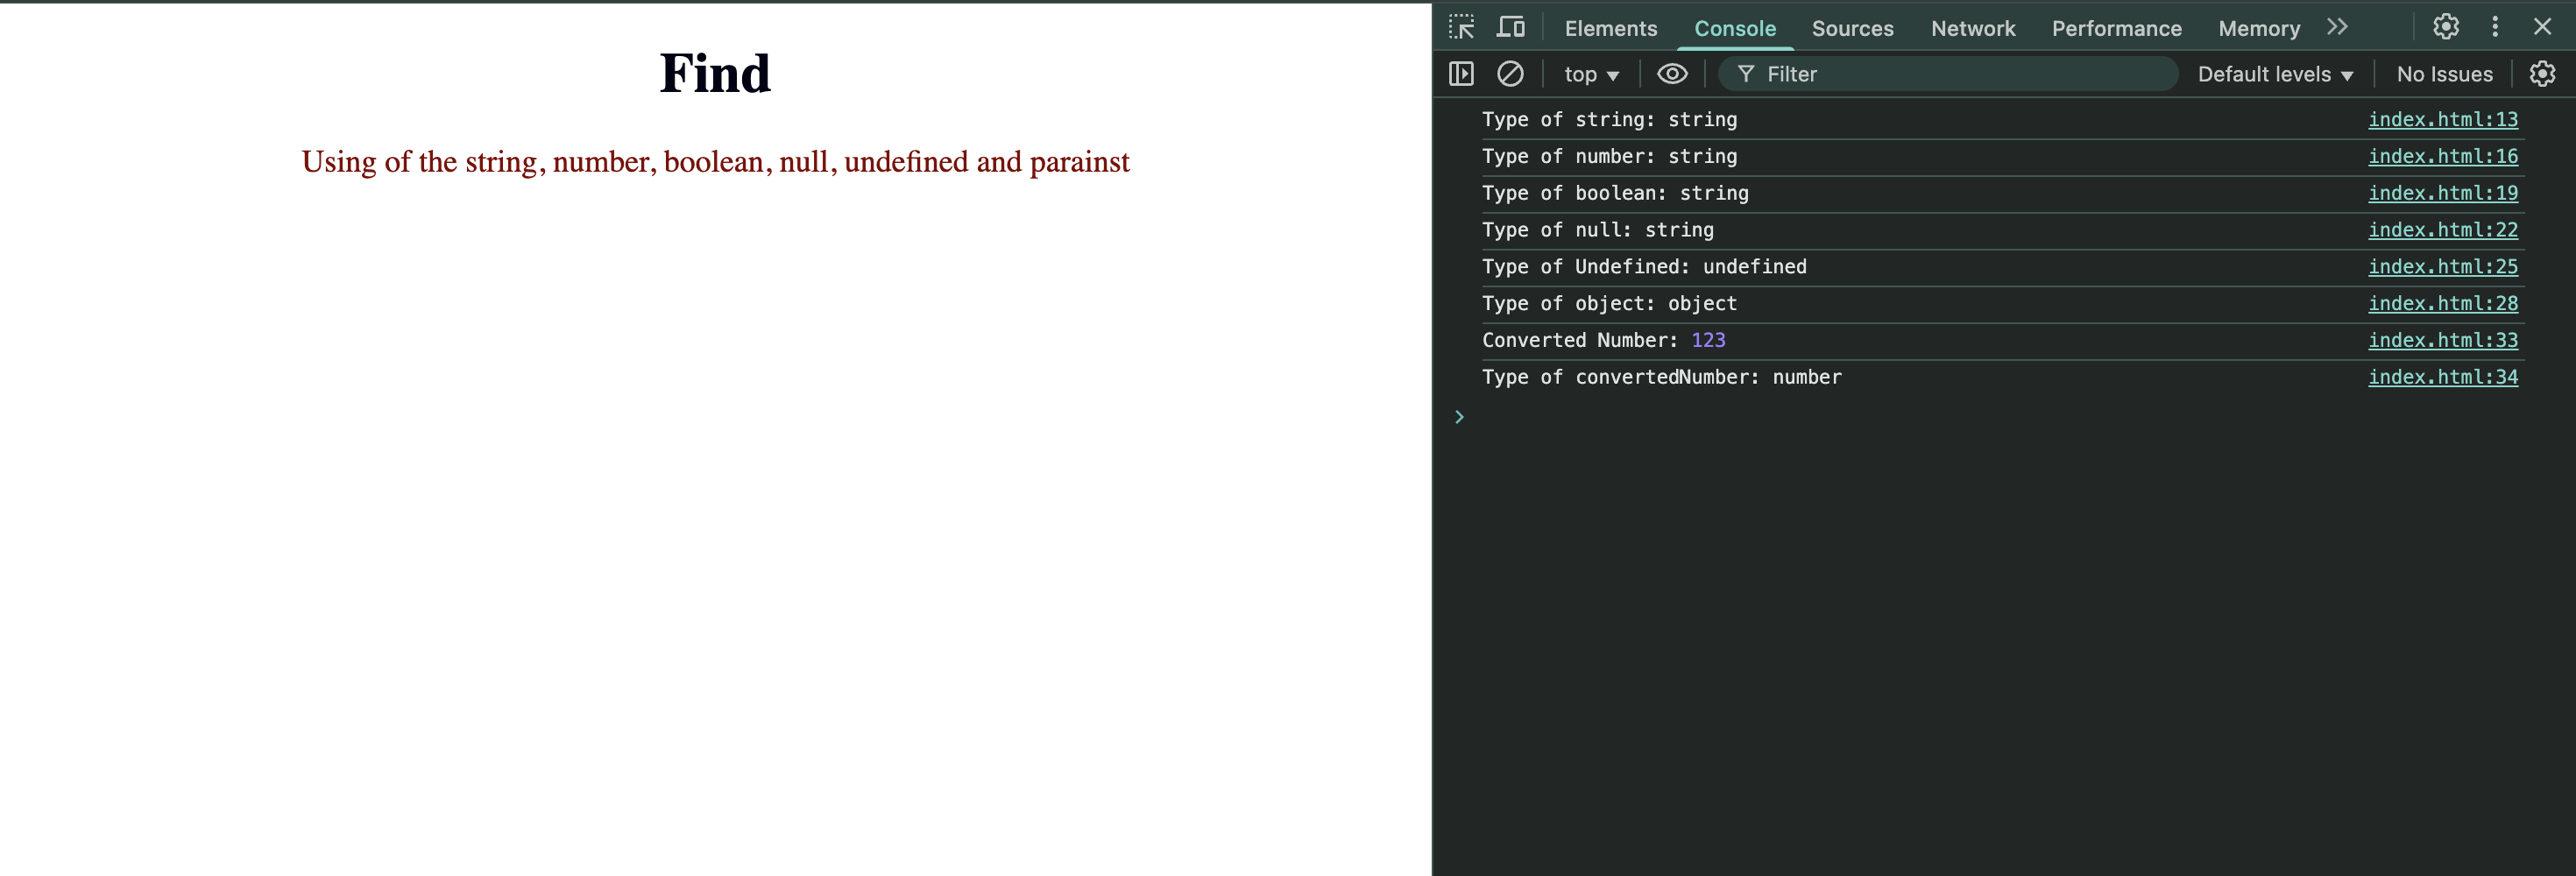 Find
Using of the string, number, boolean, null, undefined and parainst
Elements Console Sources Network Performance Memory
top Filter Default levels No Issues
Type of string: string index.html:13
Type of number: string index.html:16
Type of boolean: string index.html:19
Type of null: string index.html:22
Type of Undefined: undefined index.html:25
Type of object: object index.html:28
Converted Number: 123 index.html:33
Type of convertedNumber: number index.html:34